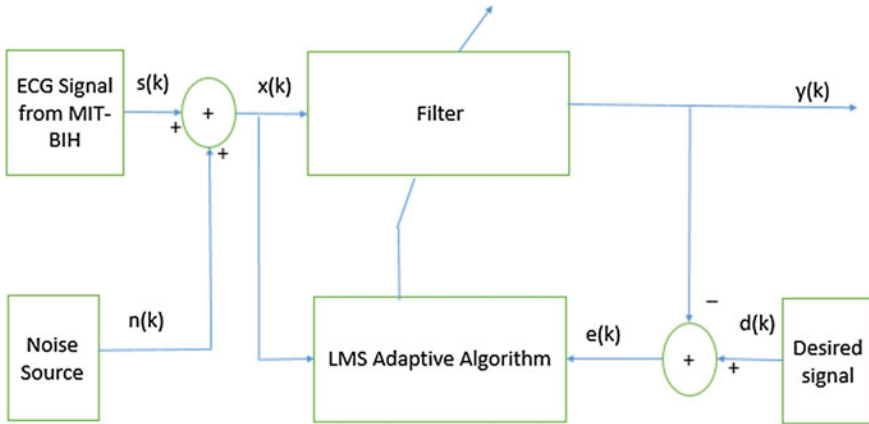 ECG Signal
from MIT-
BIH
s(k)
+
+
+
x(k)
Filter
y(k)
Noise
Source
n(k)
LMS Adaptive Algorithm
e(k)
–
+
+
d(k)
Desired
signal